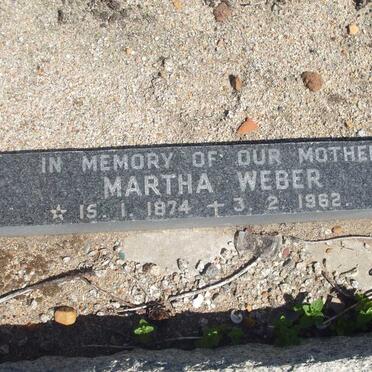 IN MEMORY OF OUR MOTHER
MARTHA WEBER
☆ 15. 1. 1874 ✝ 3. 2. 1962